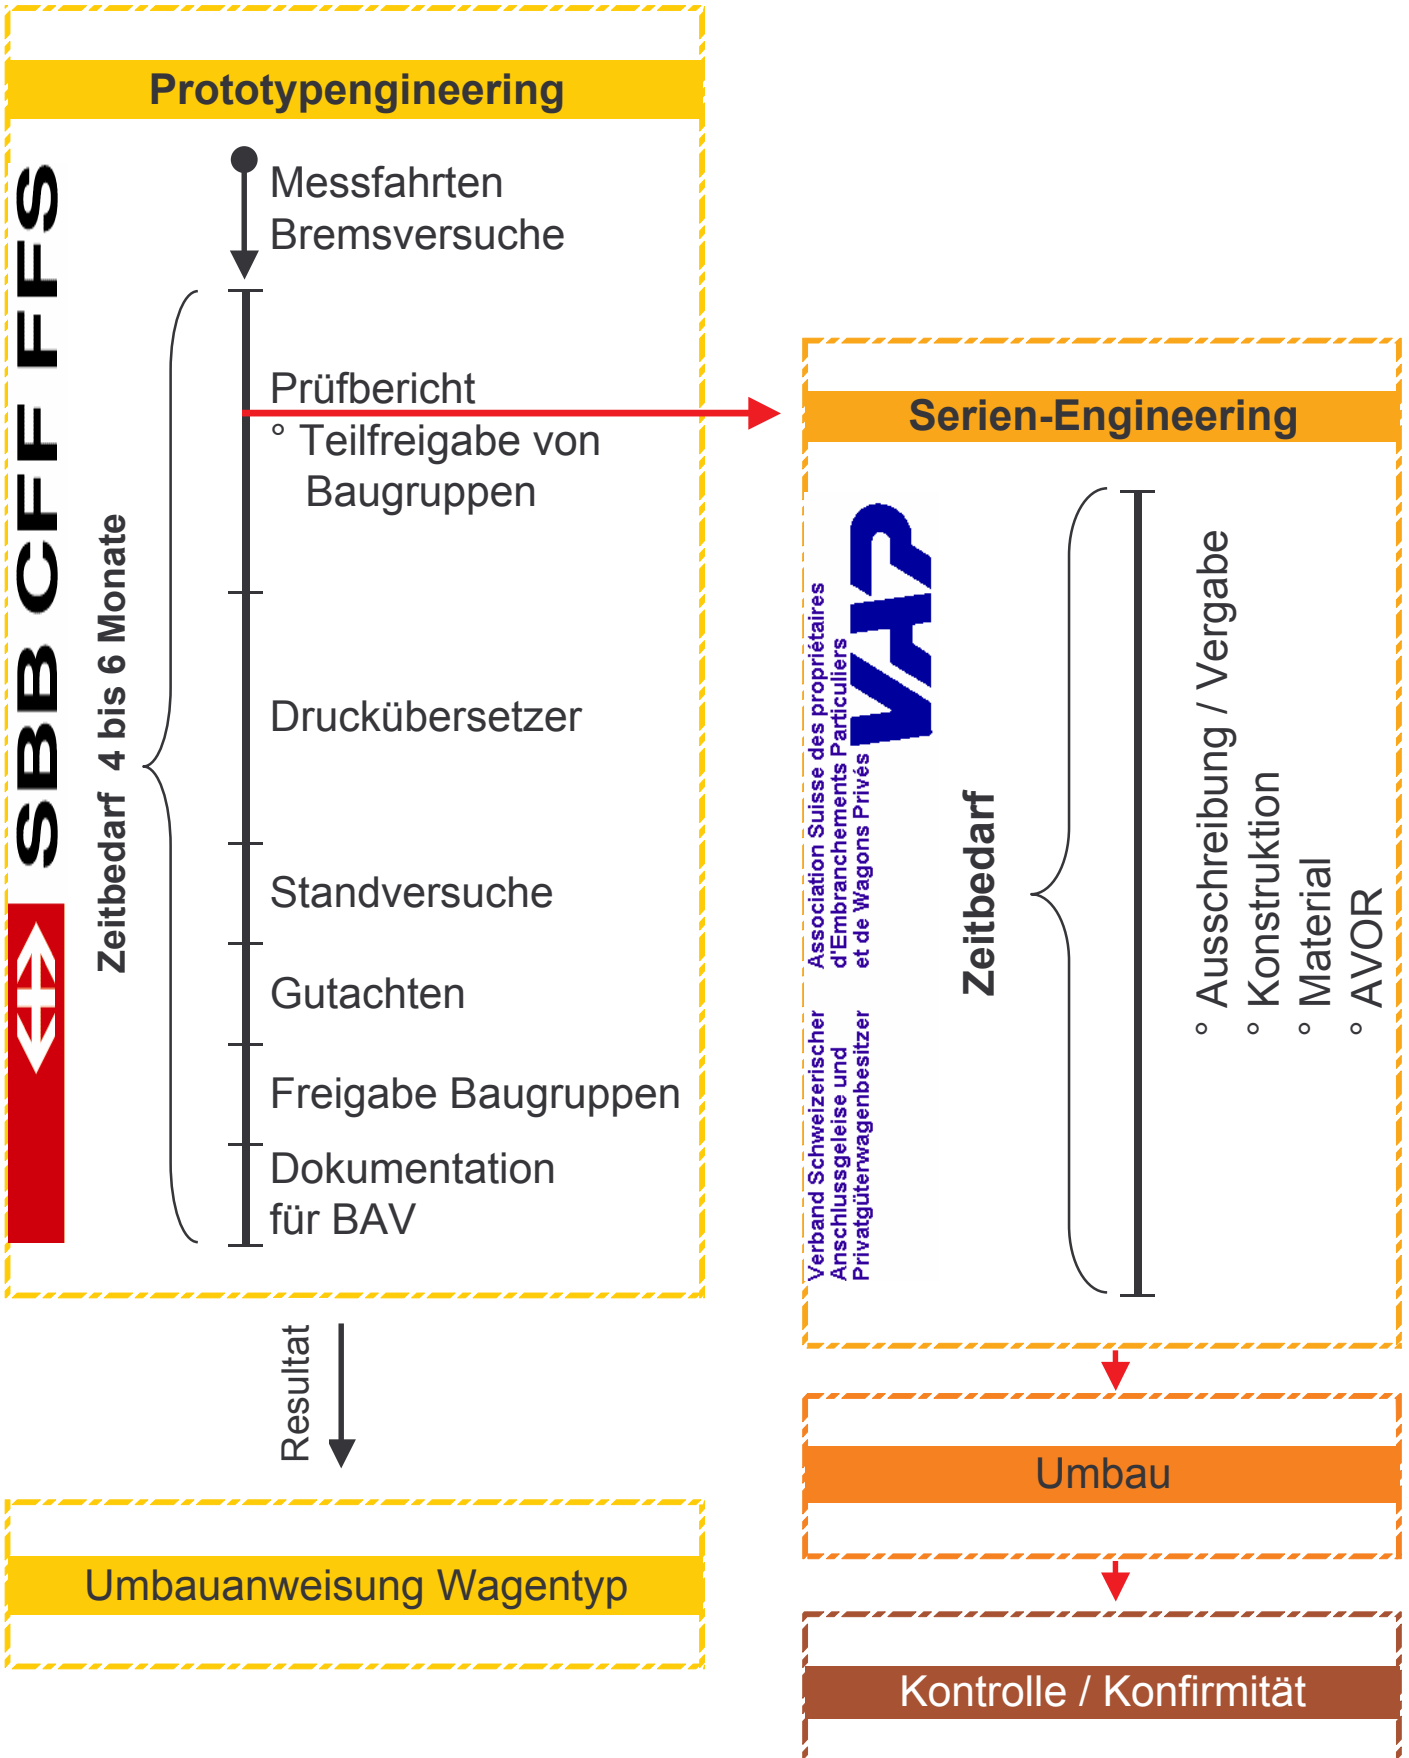 Prototypengineering
SBB CFF FFS
Zeitbedarf 4 bis 6 Monate
Messfahrten
Bremsversuche
Prüfbericht
° Teilfreigabe von
Baugruppen
Druckübersetzer
Standversuche
Gutachten
Freigabe Baugruppen
Dokumentation
für BAV
Resultat
Umbauanweisung Wagentyp
Serien-Engineering
Verband Schweizerischer
Anschlussgeleise und
Privatgüterwagenbesitzer
Association Suisse des propriétaires
d'Embranchements Particuliers
et de Wagons Privés
VAP
Zeitbedarf
° Ausschreibung / Vergabe
° Konstruktion
° Material
° AVOR
Umbau
Kontrolle / Konfirmität